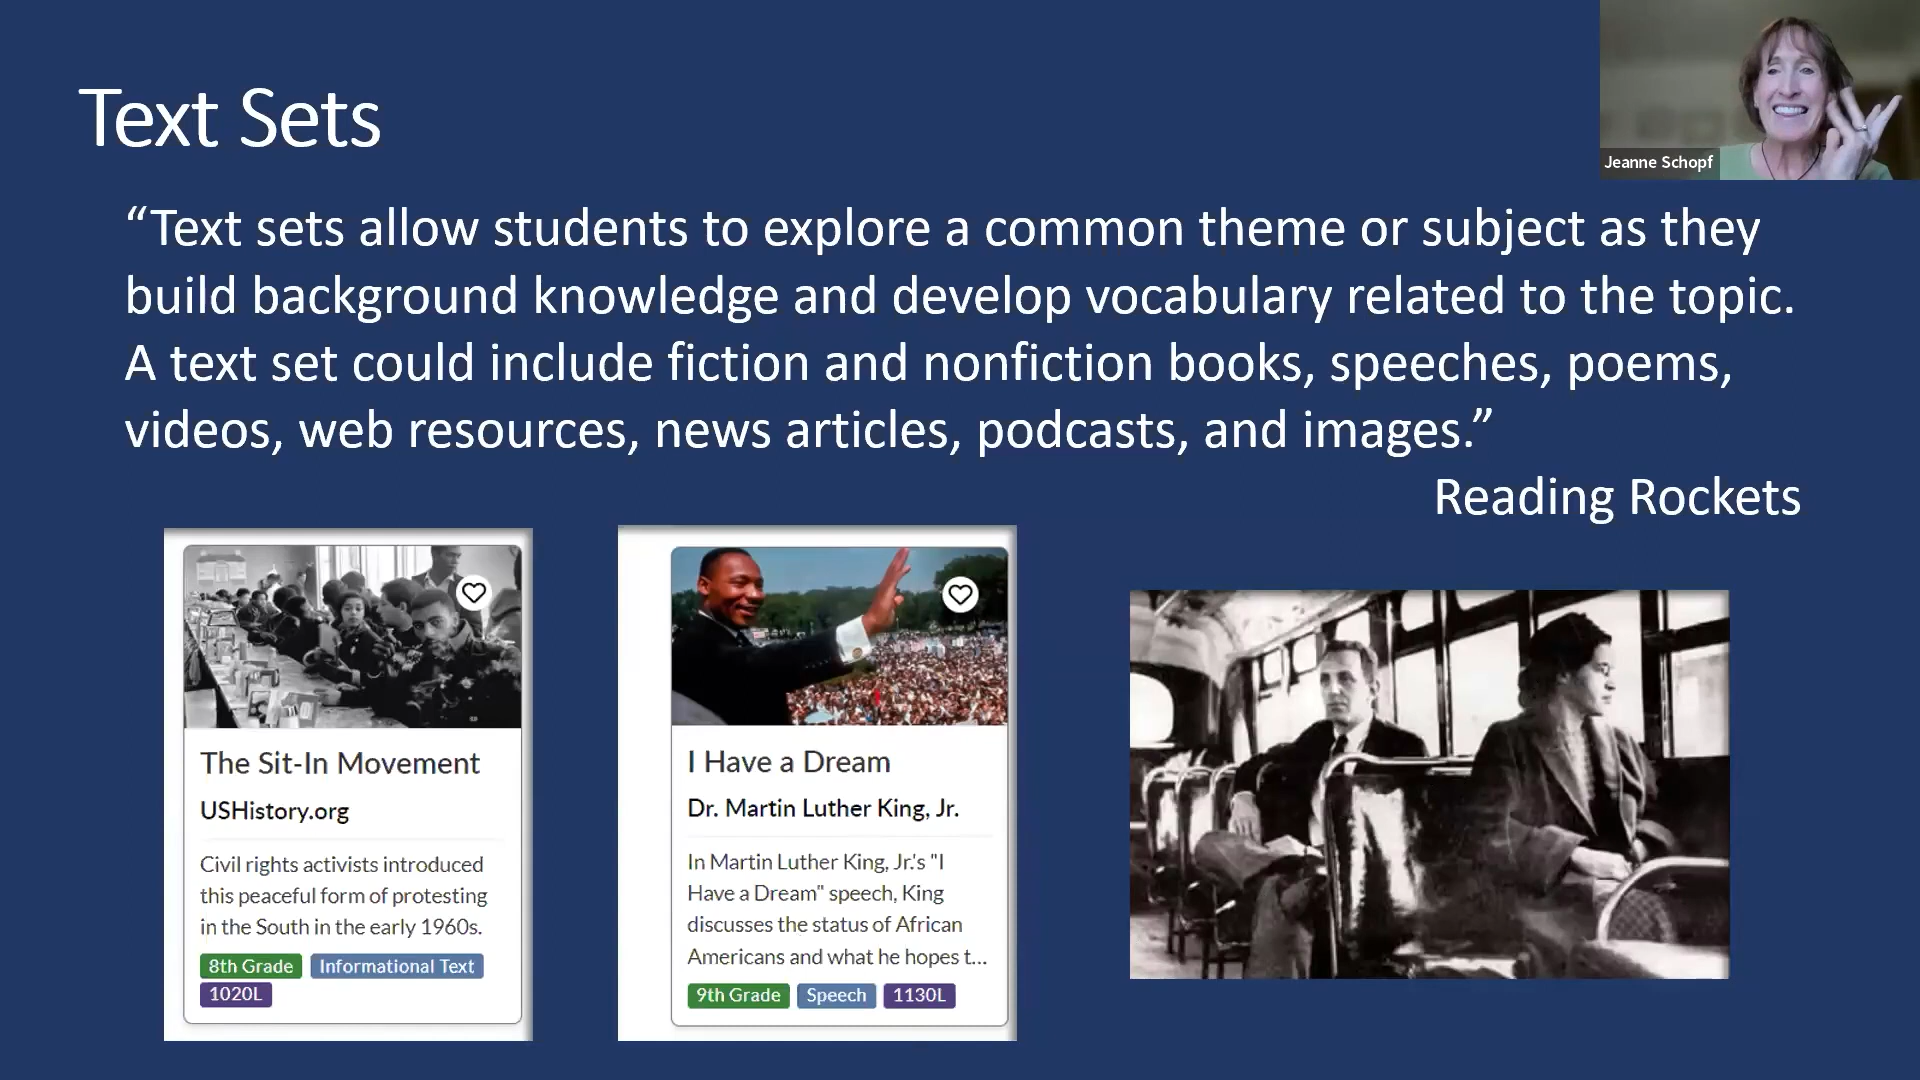 Text Sets
Jeanne Schopf
“Text sets allow students to explore a common theme or subject as they
build background knowledge and develop vocabulary related to the topic.
A text set could include fiction and nonfiction books, speeches, poems,
videos, web resources, news articles, podcasts, and images.”
Reading Rockets
The Sit-In Movement
USHistory.org
Civil rights activists introduced
this peaceful form of protesting
in the South in the early 1960s.
8th Grade Informational Text
1020L
I Have a Dream
Dr. Martin Luther King, Jr.
In Martin Luther King, Jr.'s "I
Have a Dream" speech, King
discusses the status of African
Americans and what he hopes t...
9th Grade Speech 1130L